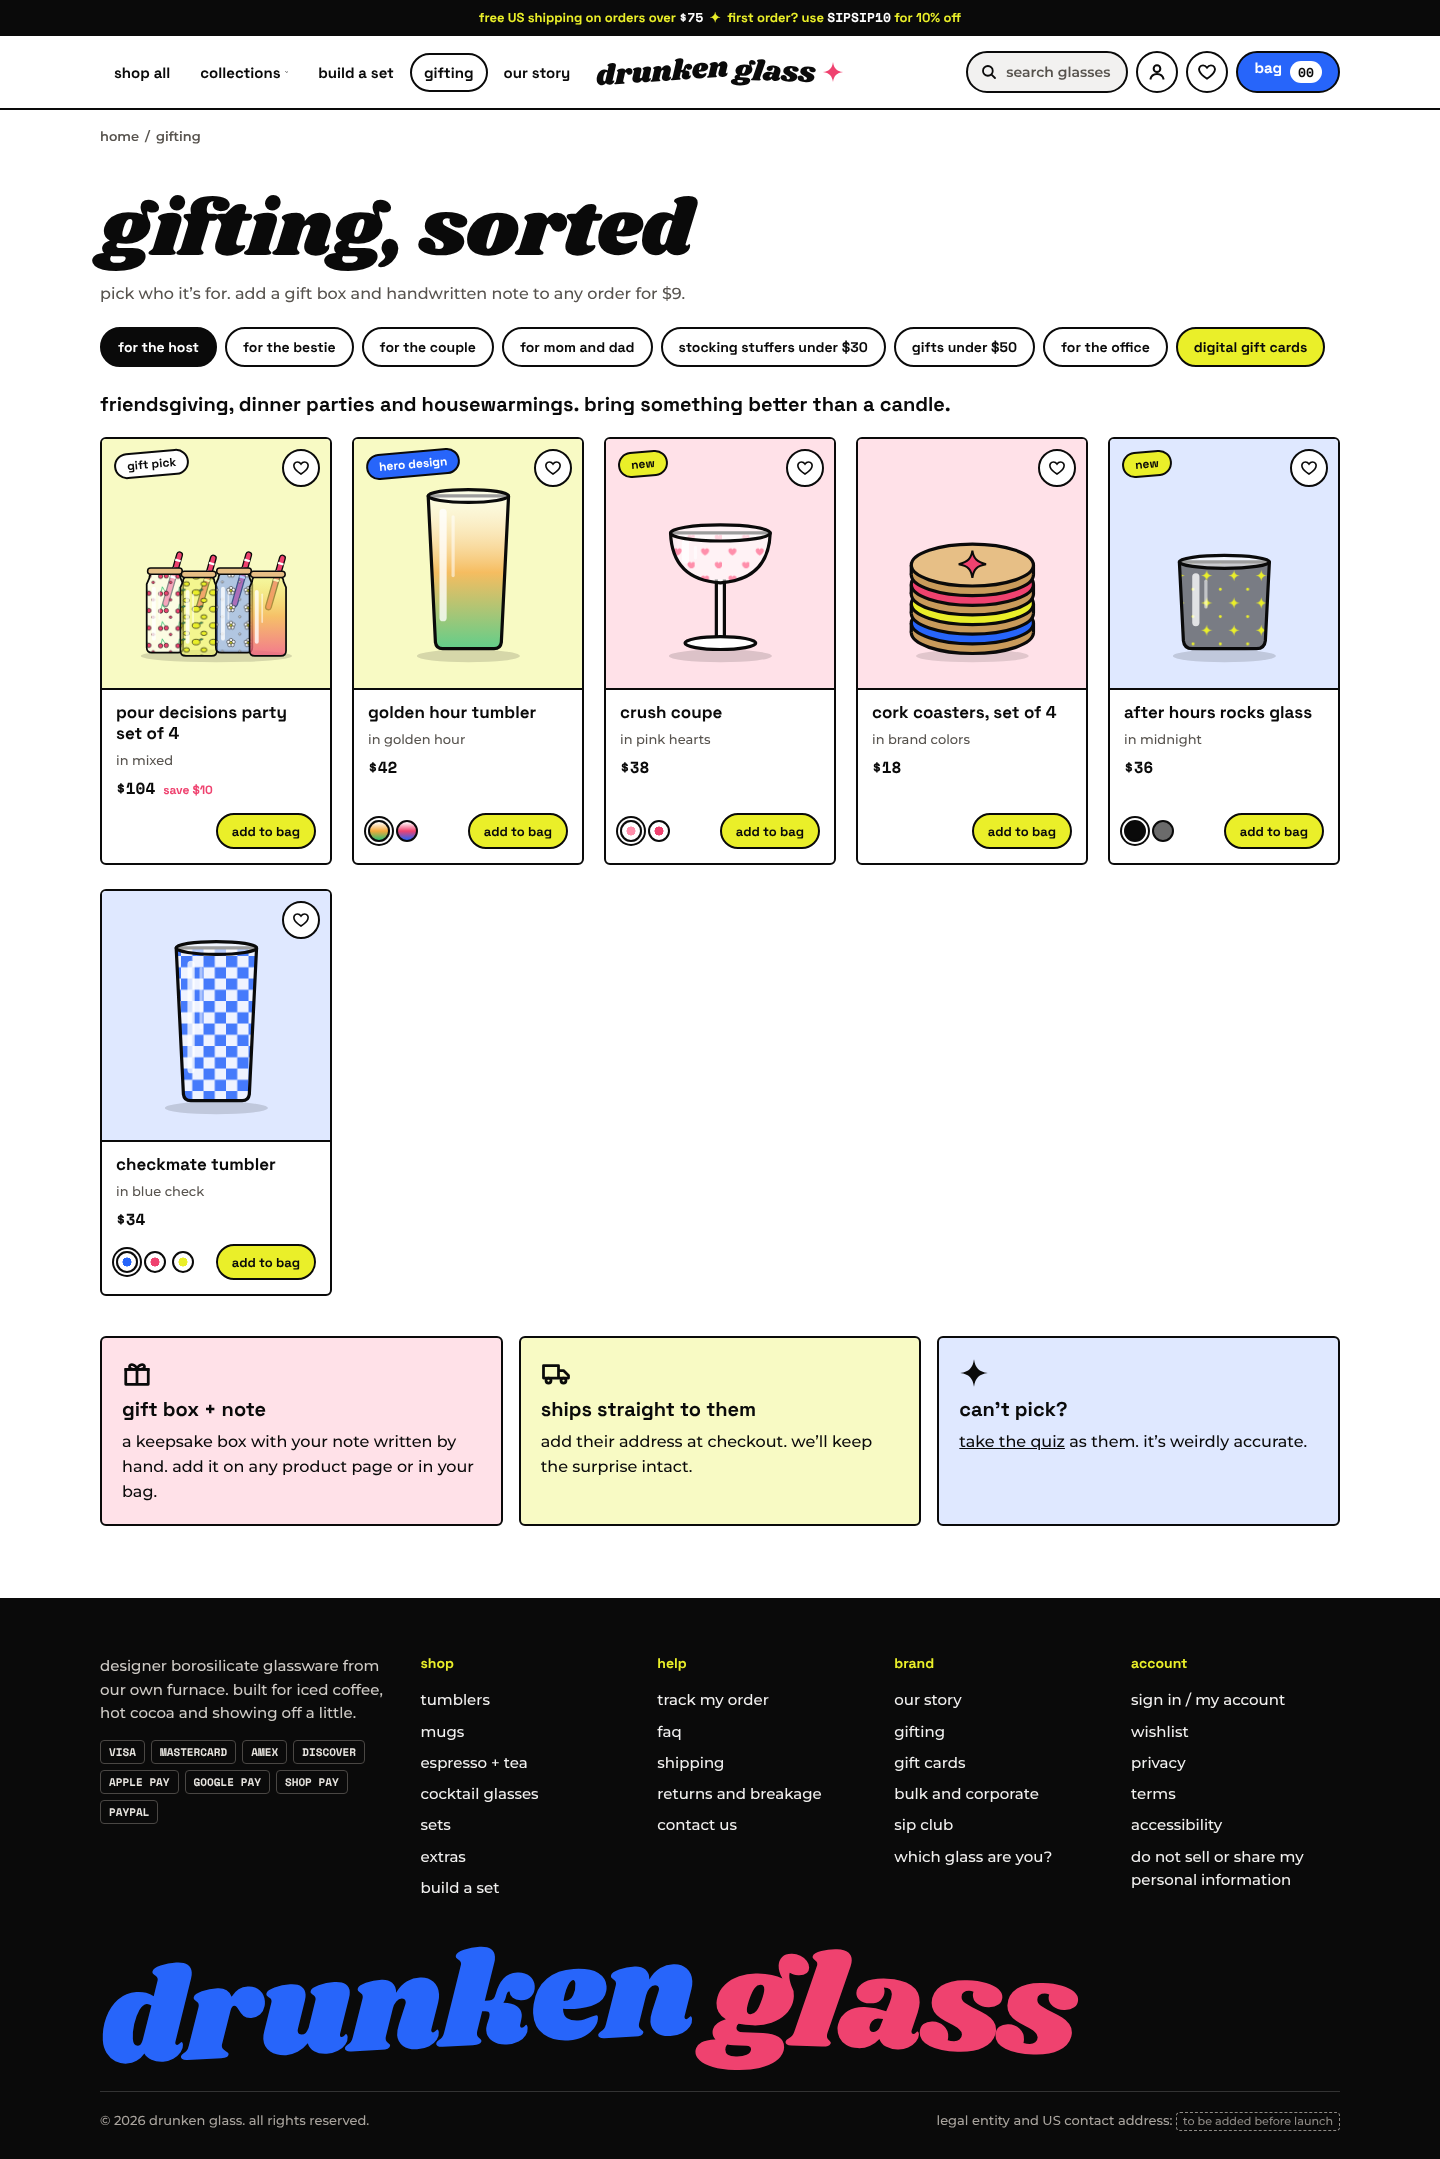 free US shipping on orders over $75 ✦ first order? use SIPSIP10 for 10% off
shop all collections build a set gifting our story drunken glass ✦ search glasses bag 00
home / gifting
gifting, sorted
pick who it’s for. add a gift box and handwritten note to any order for $9.
for the host for the bestie for the couple for mom and dad stocking stuffers under $30 gifts under $50 for the office digital gift cards
friendsgiving, dinner parties and housewarmings. bring something better than a candle.
gift pick
pour decisions party
set of 4
in mixed
$104 save $10
add to bag
hero design
golden hour tumbler
in golden hour
$42
add to bag
new
crush coupe
in pink hearts
$38
add to bag
cork coasters, set of 4
in brand colors
$18
add to bag
new
after hours rocks glass
in midnight
$36
add to bag
checkmate tumbler
in blue check
$34
add to bag
gift box + note
a keepsake box with your note written by
hand. add it on any product page or in your
bag.
ships straight to them
add their address at checkout. we’ll keep
the surprise intact.
can’t pick?
take the quiz as them. it’s weirdly accurate.
designer borosilicate glassware from
our own furnace. built for iced coffee,
hot cocoa and showing off a little.
VISA MASTERCARD AMEX DISCOVER
APPLE PAY GOOGLE PAY SHOP PAY
PAYPAL
shop
tumblers
mugs
espresso + tea
cocktail glasses
sets
extras
build a set
help
track my order
faq
shipping
returns and breakage
contact us
brand
our story
gifting
gift cards
bulk and corporate
sip club
which glass are you?
account
sign in / my account
wishlist
privacy
terms
accessibility
do not sell or share my
personal information
drunken glass
© 2026 drunken glass. all rights reserved.
legal entity and US contact address: to be added before launch